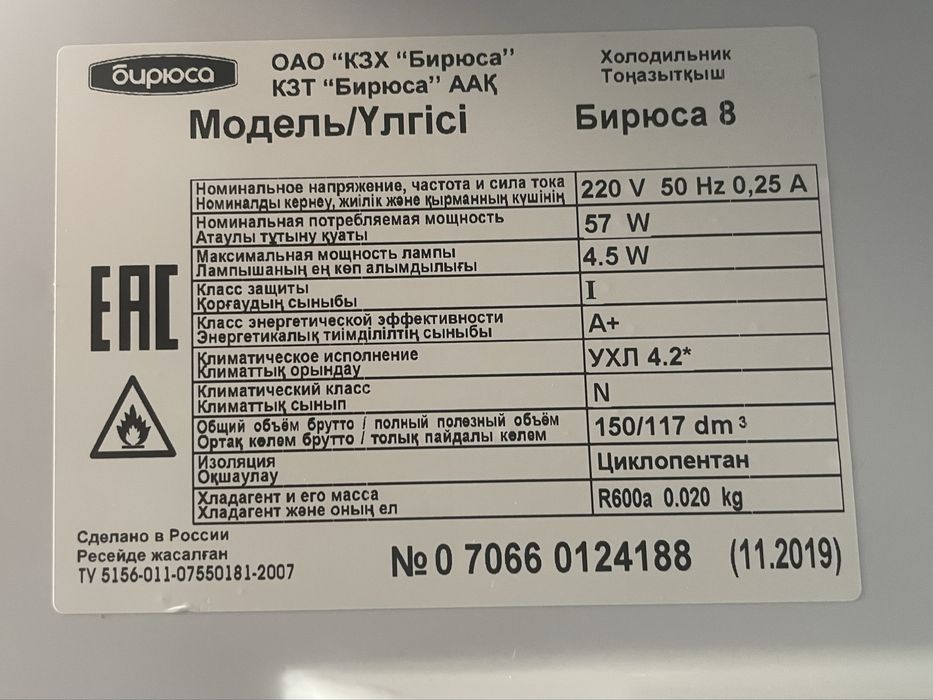 бирюса
ОАО “КЗХ “Бирюса”
КЗТ “Бирюса” ААҚ
Холодильник
Тоңазытқыш
Модель/Үлгісі
Бирюса 8
Номинальное напряжение, частота и сила тока
Номиналды кернеу, жиілік және қырманның күшінің
220 V 50 Hz 0,25 A
Номинальная потребляемая мощность
Атаулы тұтыну қуаты
57 W
Максимальная мощность лампы
Лампышаның ең көп алымдылығы
4.5 W
Класс защиты
Қорғаудың сыныбы
I
Класс энергетической эффективности
Энергетикалық тиімділілтің сыныбы
A+
Климатическое исполнение
Климаттық орындау
УХЛ 4.2*
Климатический класс
Климаттық сынып
N
Общий объём брутто / полный полезный объём
Ортақ көлем брутто / толық пайдалы көлем
150/117 dm³
Изоляция
Оқшаулау
Циклопентан
Хладагент и его масса
Хладагент және оның ел
R600a 0.020 kg
EAC
Сделано в России
Ресейде жасалған
ТУ 5156-011-07550181-2007
№0 7066 0124188 (11.2019)